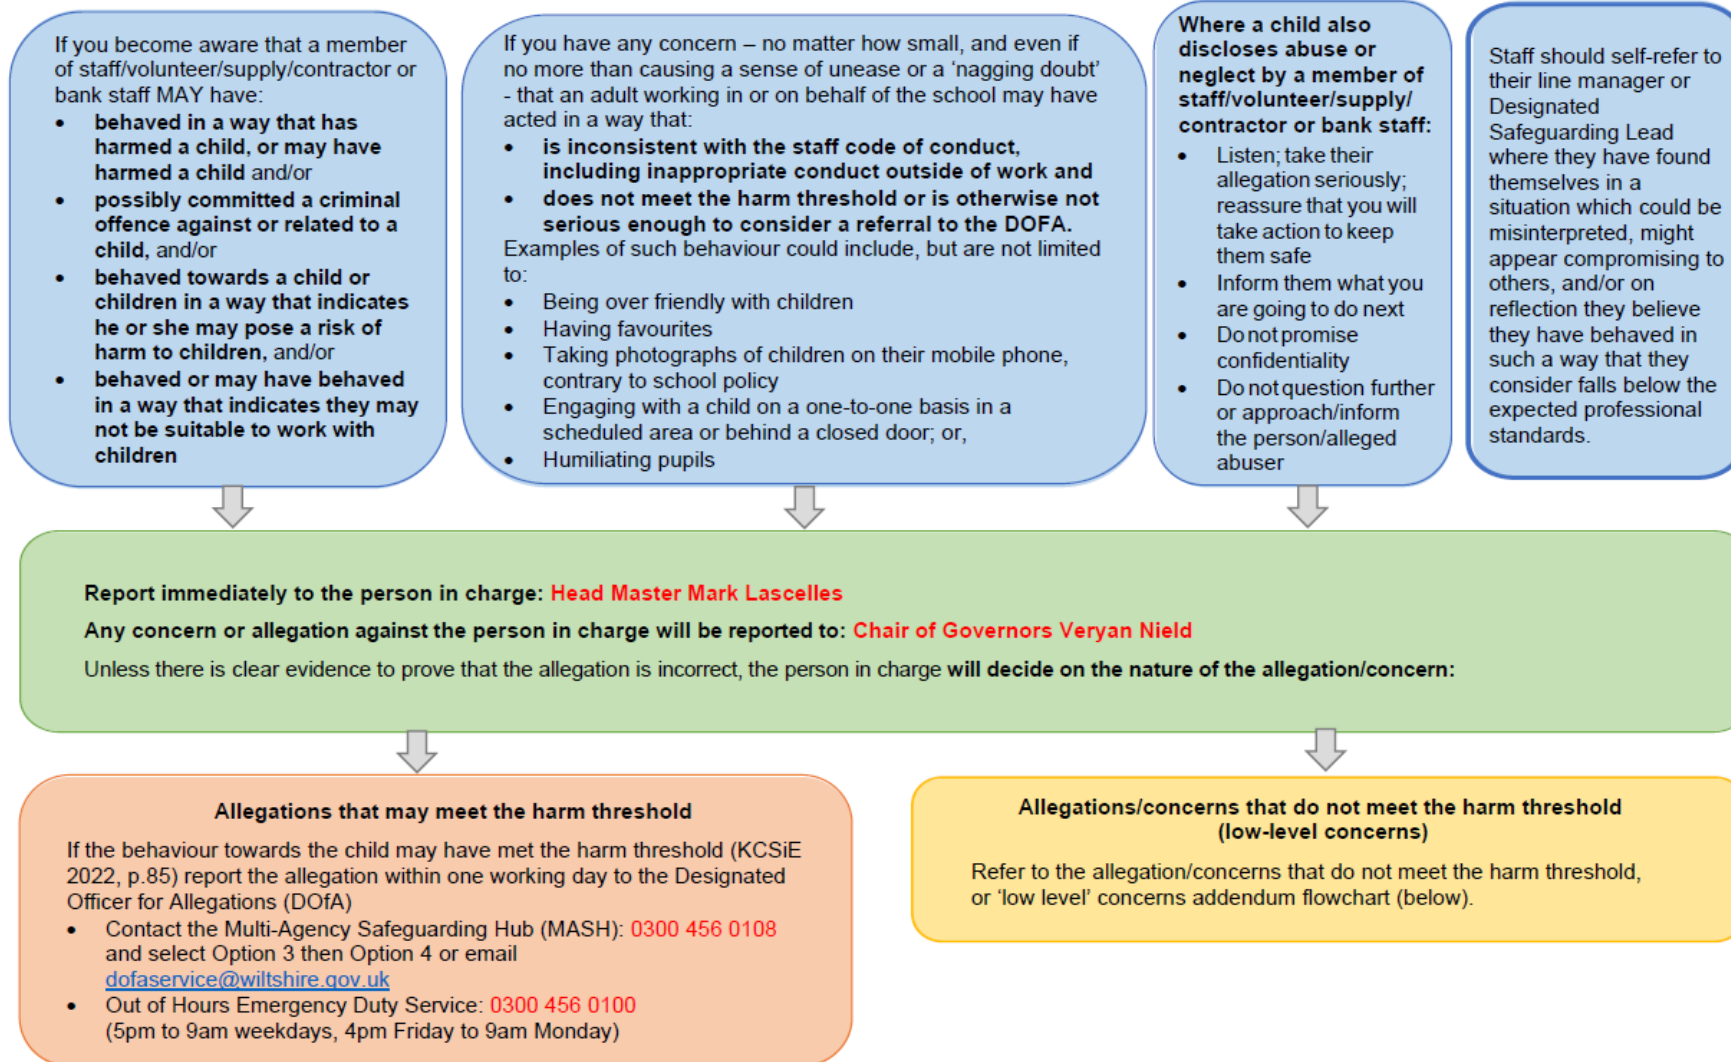 If you become aware that a member
of staff/volunteer/supply/contractor or
bank staff MAY have:
• behaved in a way that has
harmed a child, or may have
harmed a child and/or
• possibly committed a criminal
offence against or related to a
child, and/or
• behaved towards a child or
children in a way that indicates
he or she may pose a risk of
harm to children, and/or
• behaved or may have behaved
in a way that indicates they may
not be suitable to work with
children
If you have any concern – no matter how small, and even if
no more than causing a sense of unease or a ‘nagging doubt’
- that an adult working in or on behalf of the school may have
acted in a way that:
• is inconsistent with the staff code of conduct,
including inappropriate conduct outside of work and
• does not meet the harm threshold or is otherwise not
serious enough to consider a referral to the DOFA.
Examples of such behaviour could include, but are not limited
to:
• Being over friendly with children
• Having favourites
• Taking photographs of children on their mobile phone,
contrary to school policy
• Engaging with a child on a one-to-one basis in a
scheduled area or behind a closed door; or,
• Humiliating pupils
Where a child also
discloses abuse or
neglect by a member of
staff/volunteer/supply/
contractor or bank staff:
• Listen; take their
allegation seriously;
reassure that you will
take action to keep
them safe
• Inform them what you
are going to do next
• Do not promise
confidentiality
• Do not question further
or approach/inform
the person/alleged
abuser
Staff should self-refer to
their line manager or
Designated
Safeguarding Lead
where they have found
themselves in a
situation which could be
misinterpreted, might
appear compromising to
others, and/or on
reflection they believe
they have behaved in
such a way that they
consider falls below the
expected professional
standards.
Report immediately to the person in charge: Head Master Mark Lascelles
Any concern or allegation against the person in charge will be reported to: Chair of Governors Veryan Nield
Unless there is clear evidence to prove that the allegation is incorrect, the person in charge will decide on the nature of the allegation/concern:
Allegations that may meet the harm threshold
If the behaviour towards the child may have met the harm threshold (KCSiE
2022, p.85) report the allegation within one working day to the Designated
Officer for Allegations (DOfA)
• Contact the Multi-Agency Safeguarding Hub (MASH): 0300 456 0108
and select Option 3 then Option 4 or email
dofaservice@wiltshire.gov.uk
• Out of Hours Emergency Duty Service: 0300 456 0100
(5pm to 9am weekdays, 4pm Friday to 9am Monday)
Allegations/concerns that do not meet the harm threshold
(low-level concerns)
Refer to the allegation/concerns that do not meet the harm threshold,
or ‘low level’ concerns addendum flowchart (below).